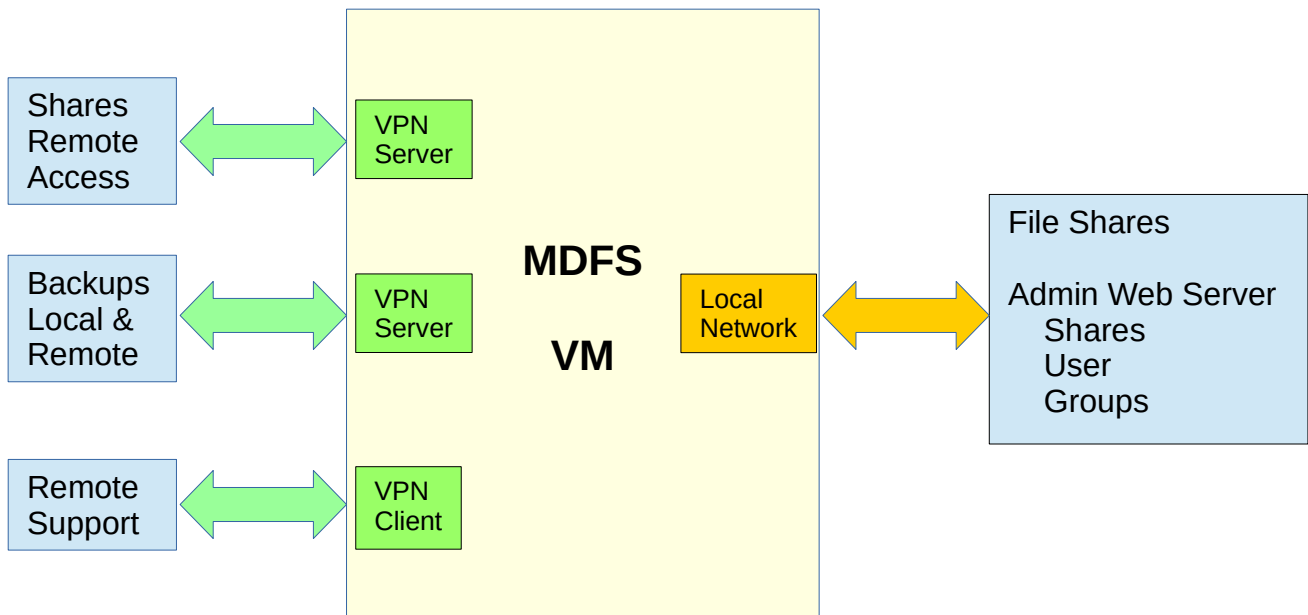 Shares
Remote
Access
VPN
Server
Backups
Local &
Remote
VPN
Server
Remote
Support
VPN
Client
MDFS
VM
Local
Network
File Shares
Admin Web Server
Shares
User
Groups